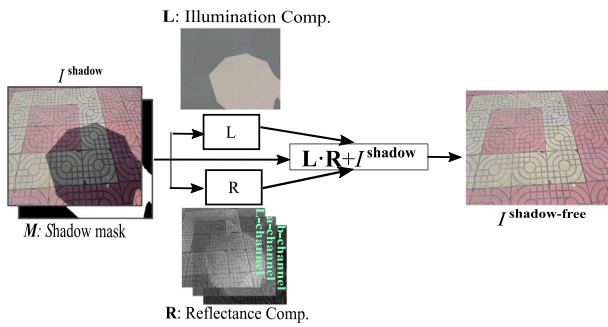 L: Illumination Comp.
I shadow
L
L·R+I shadow
R
M: Shadow mask
I shadow-free
L-channel
a-channel
b-channel
R: Reflectance Comp.